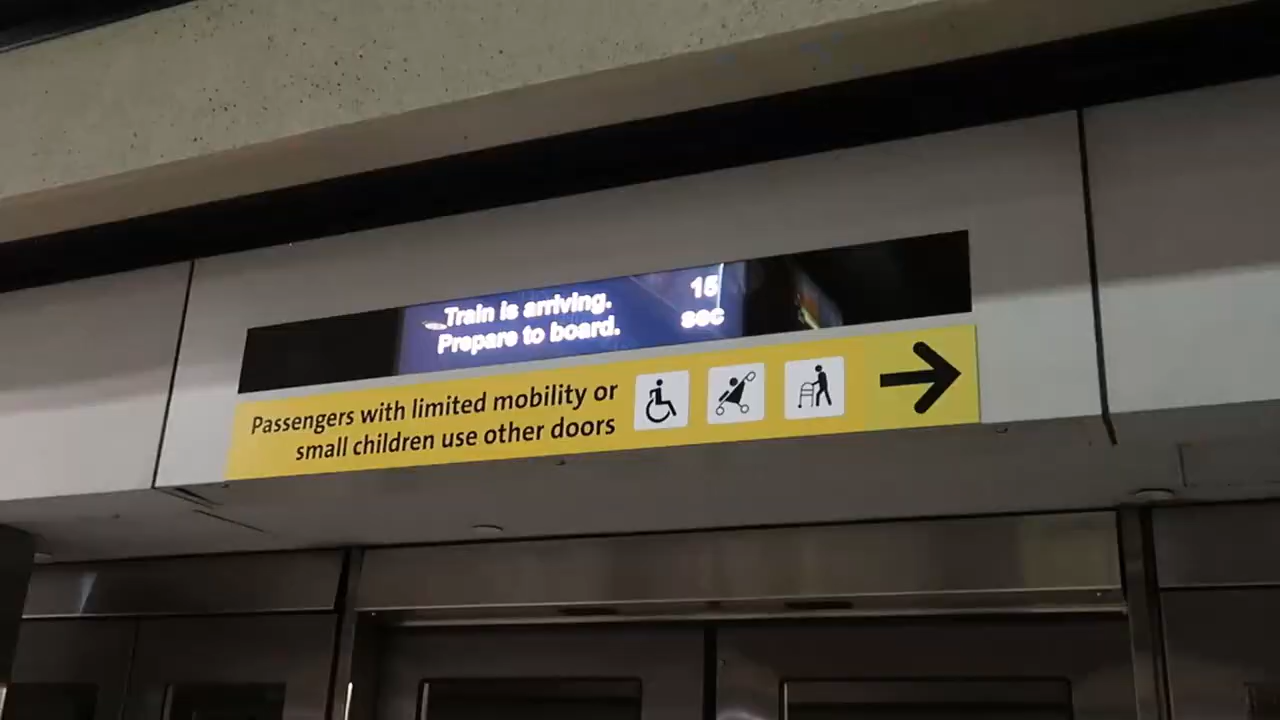 Train is arriving.
Prepare to board.
15
sec
Passengers with limited mobility or
small children use other doors